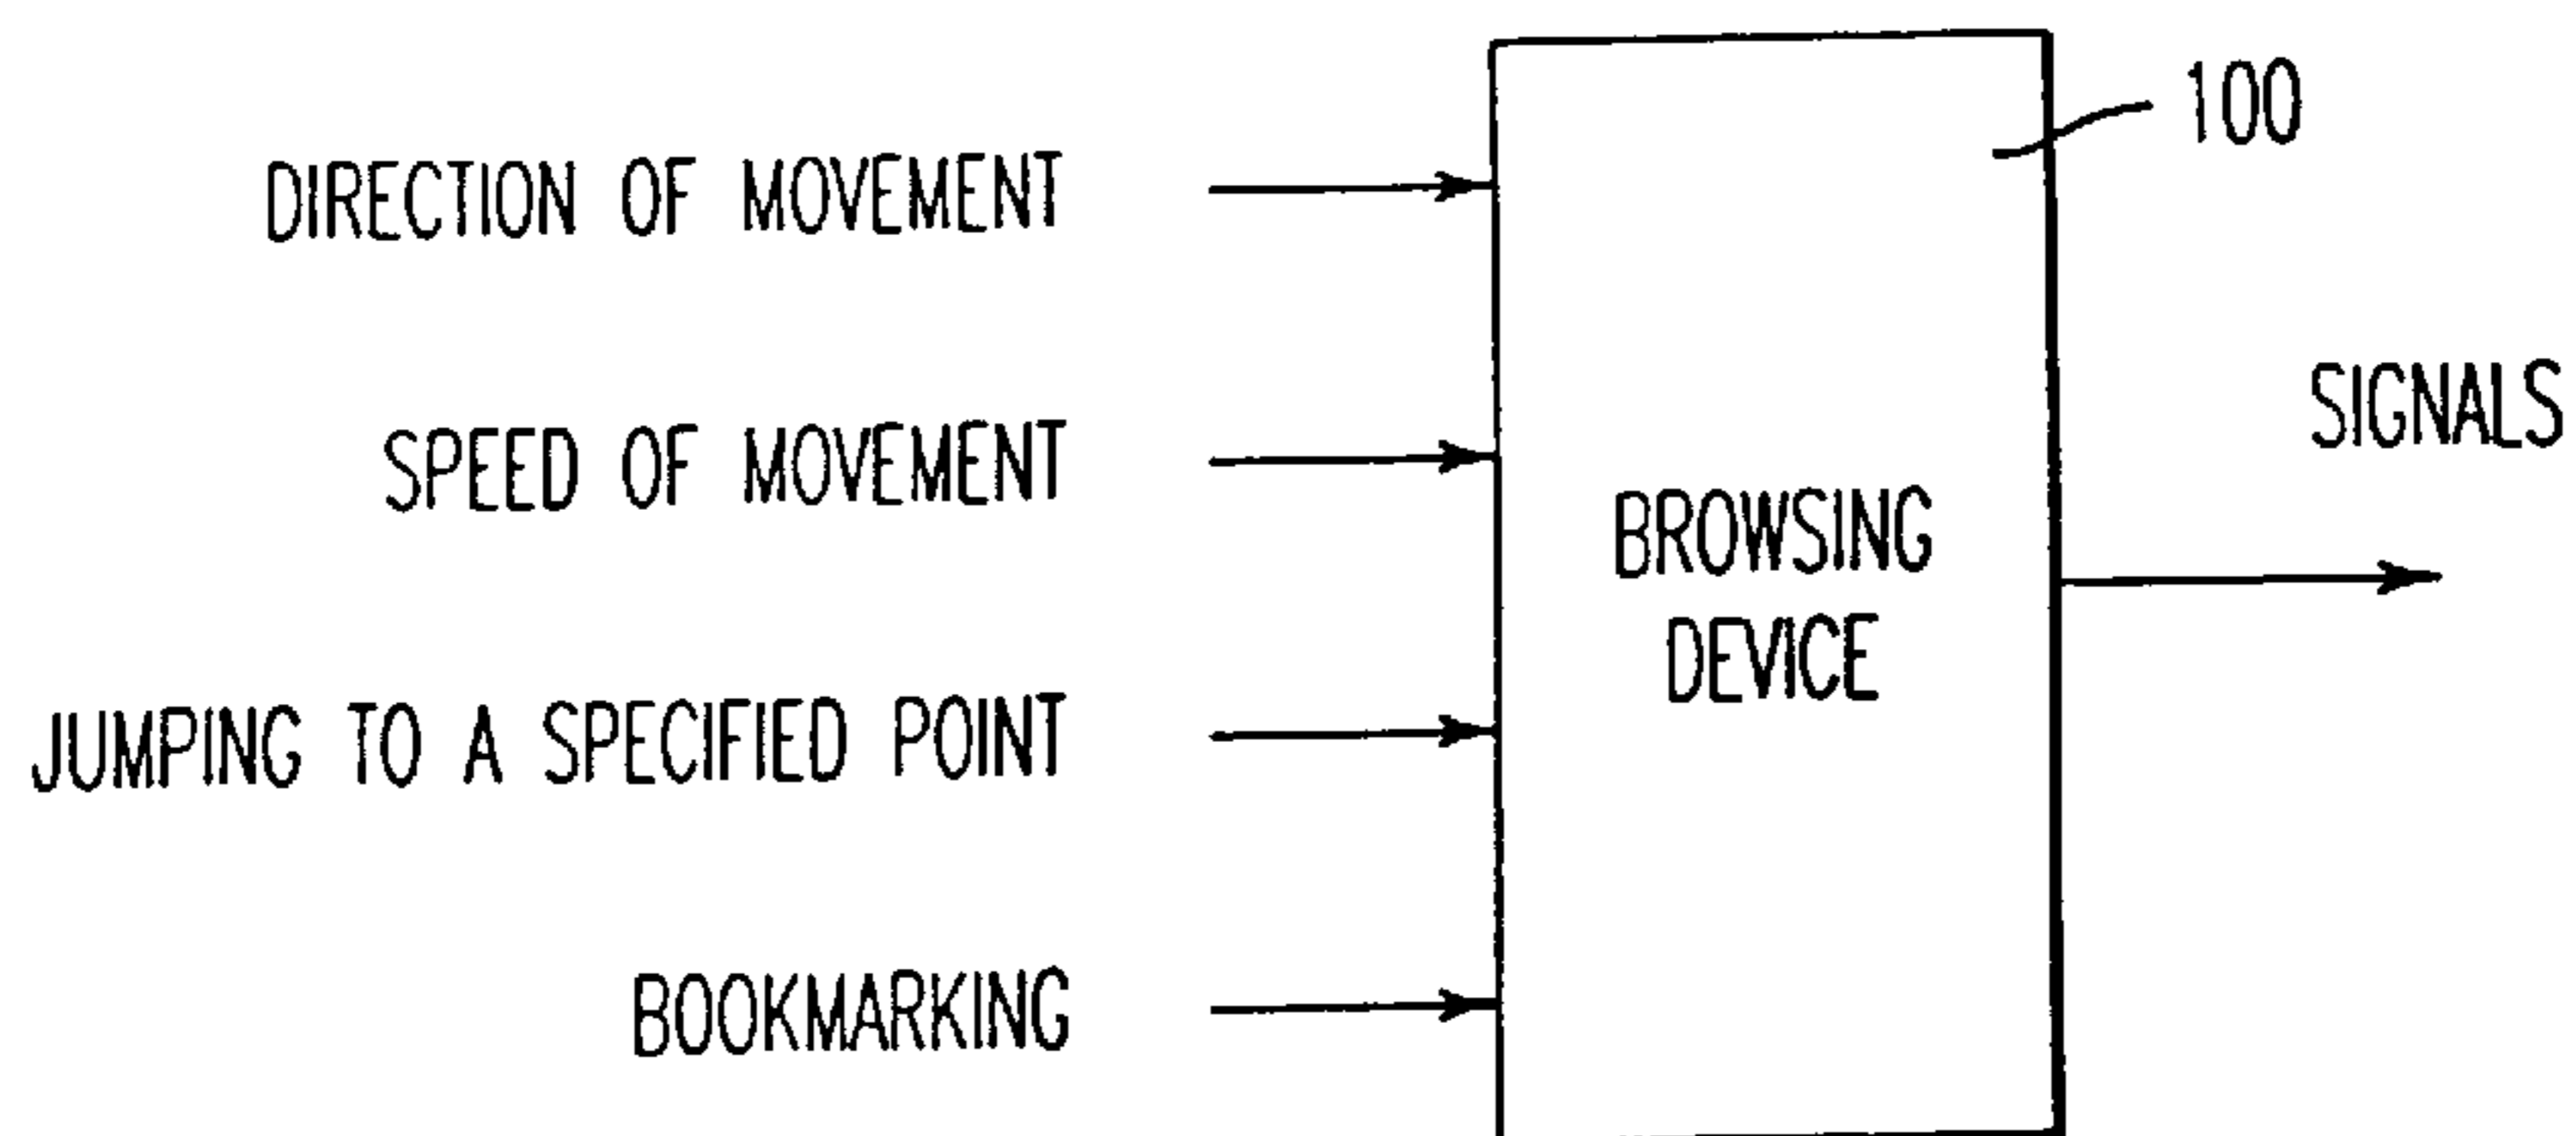 100
DIRECTION OF MOVEMENT
SPEED OF MOVEMENT
JUMPING TO A SPECIFIED POINT
BOOKMARKING
BROWSING
DEVICE
SIGNALS